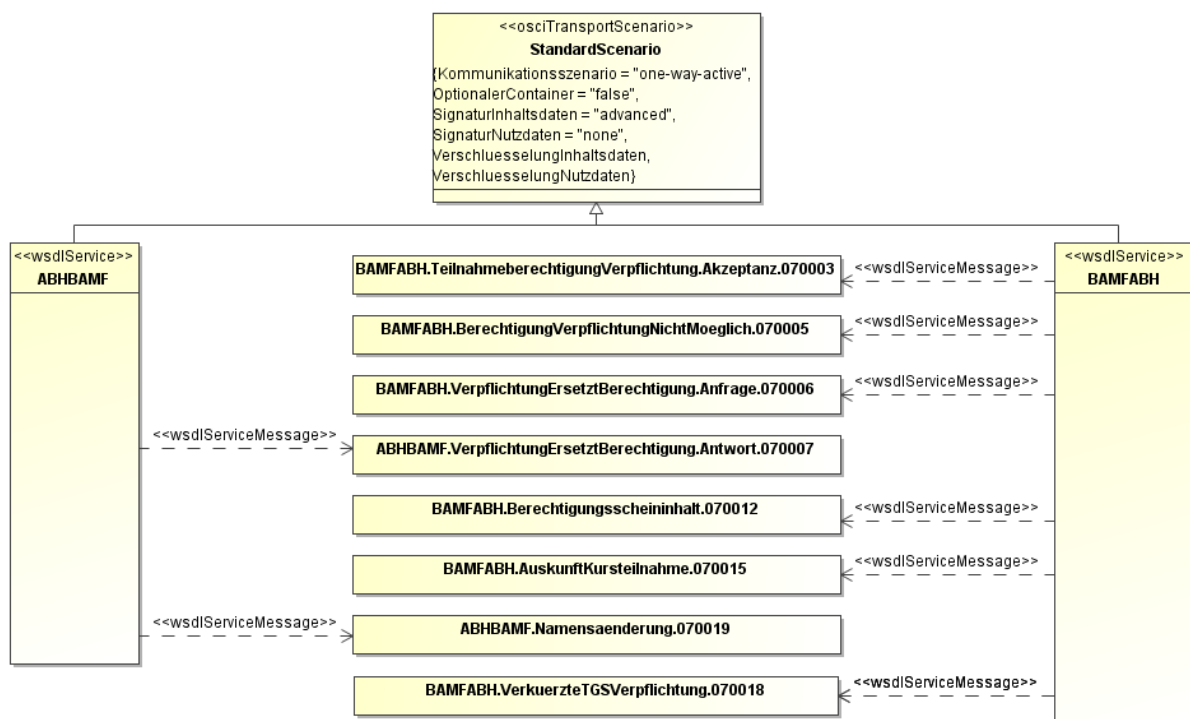 <<osciTransportScenario>>
StandardScenario
{Kommunikationsszenario = "one-way-active",
OptionalerContainer = "false",
SignaturInhaltsdaten = "advanced",
SignaturNutzdaten = "none",
VerschluesselungInhaltsdaten,
VerschluesselungNutzdaten}
<<wsdlService>>
ABHBAMF
<<wsdlService>>
BAMFABH
BAMFABH.TeilnahmeberechtigungVerpflichtung.Akzeptanz.070003
<<wsdlServiceMessage>>
BAMFABH.BerechtigungVerpflichtungNichtMoeglich.070005
<<wsdlServiceMessage>>
BAMFABH.VerpflichtungErsetztBerechtigung.Anfrage.070006
<<wsdlServiceMessage>>
<<wsdlServiceMessage>>
ABHBAMF.VerpflichtungErsetztBerechtigung.Antwort.070007
BAMFABH.Berechtigungsscheininhalt.070012
<<wsdlServiceMessage>>
BAMFABH.AuskunftKursteilnahme.070015
<<wsdlServiceMessage>>
<<wsdlServiceMessage>>
ABHBAMF.Namensaenderung.070019
BAMFABH.VerkuerzteTGSVerpflichtung.070018
<<wsdlServiceMessage>>